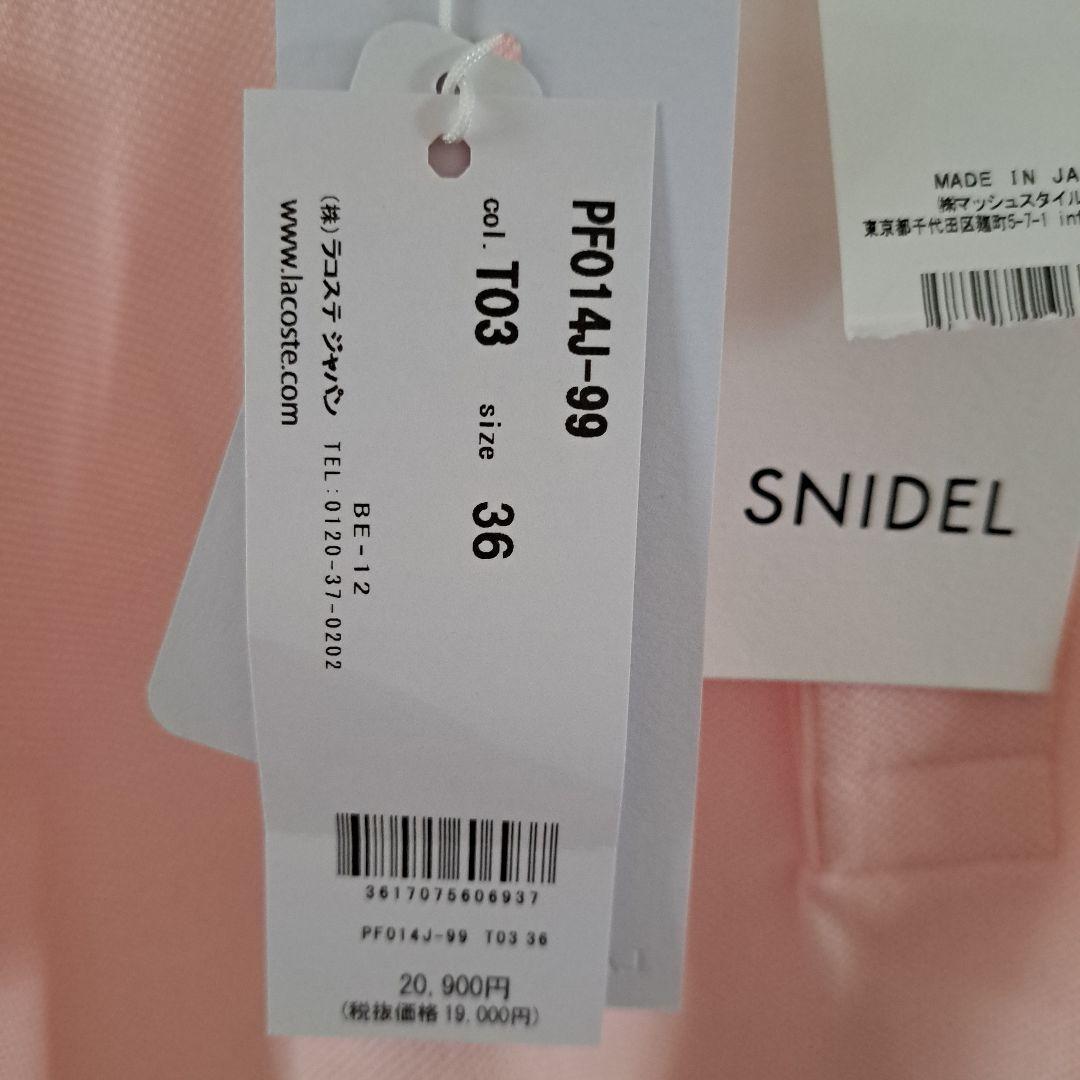 PF014J-99
col. T03 size 36
BE-12
(株)ラコステ ジャパン TEL:0120-37-0202
www.lacoste.com
3617075606937
PF014J-99 T03 36
20,900円
(税抜価格 19,000円)
MADE IN JA
㈱マッシュスタイル
東京都千代田区麹町5-7-1 inf
SNIDEL